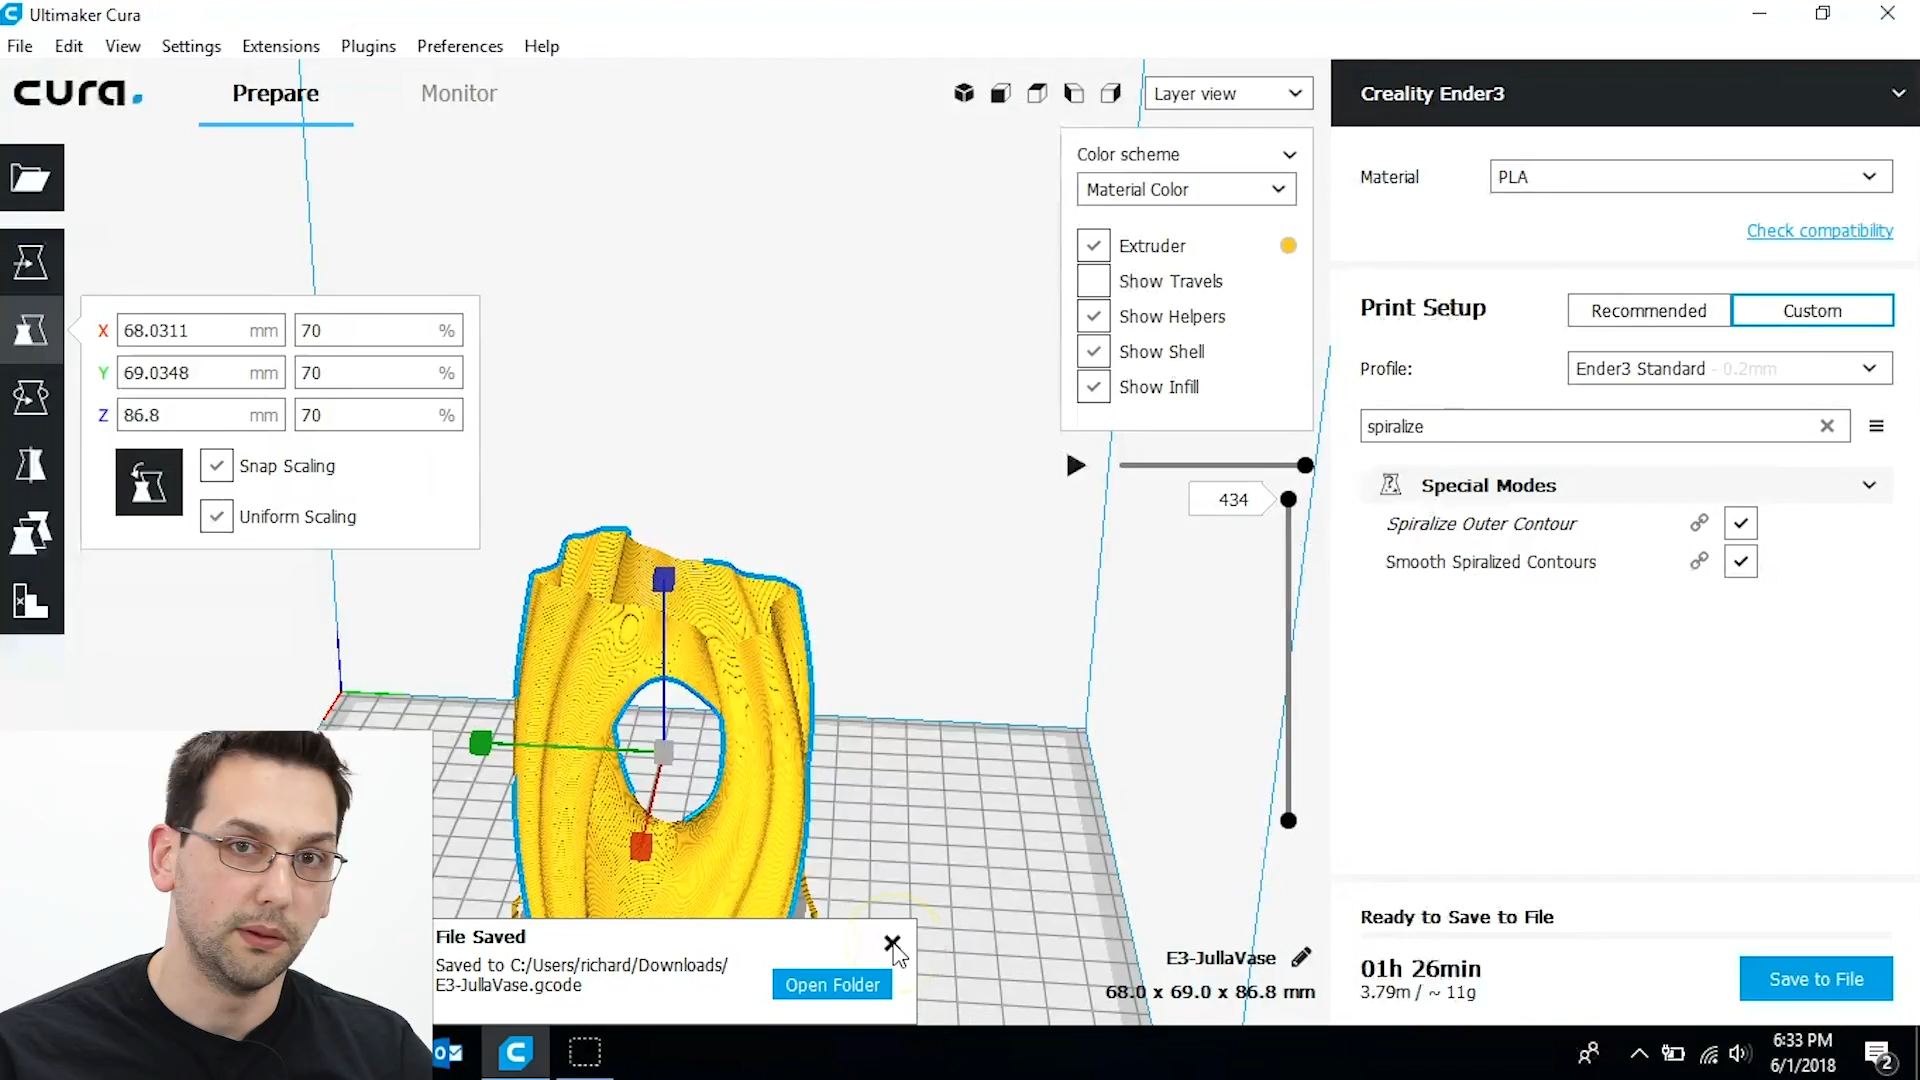 Ultimaker Cura
File Edit View Settings Extensions Plugins Preferences Help
cura.
Prepare
Monitor
Layer view
Creality Ender3
Color scheme
Material Color
Extruder
Show Travels
Show Helpers
Show Shell
Show Infill
Material
PLA
Check compatibility
Print Setup
Recommended
Custom
Profile:
Ender3 Standard - 0.2mm
spiralize
Special Modes
Spiralize Outer Contour
Smooth Spiralized Contours
X 68.0311 mm 70 %
Y 69.0348 mm 70 %
Z 86.8 mm 70 %
Snap Scaling
Uniform Scaling
434
File Saved
Saved to C:/Users/richard/Downloads/
E3-JullaVase.gcode
Open Folder
E3-JullaVase
68.0 x 69.0 x 86.8 mm
Ready to Save to File
01h 26min
3.79m / ~ 11g
Save to File
6:33 PM
6/1/2018
2